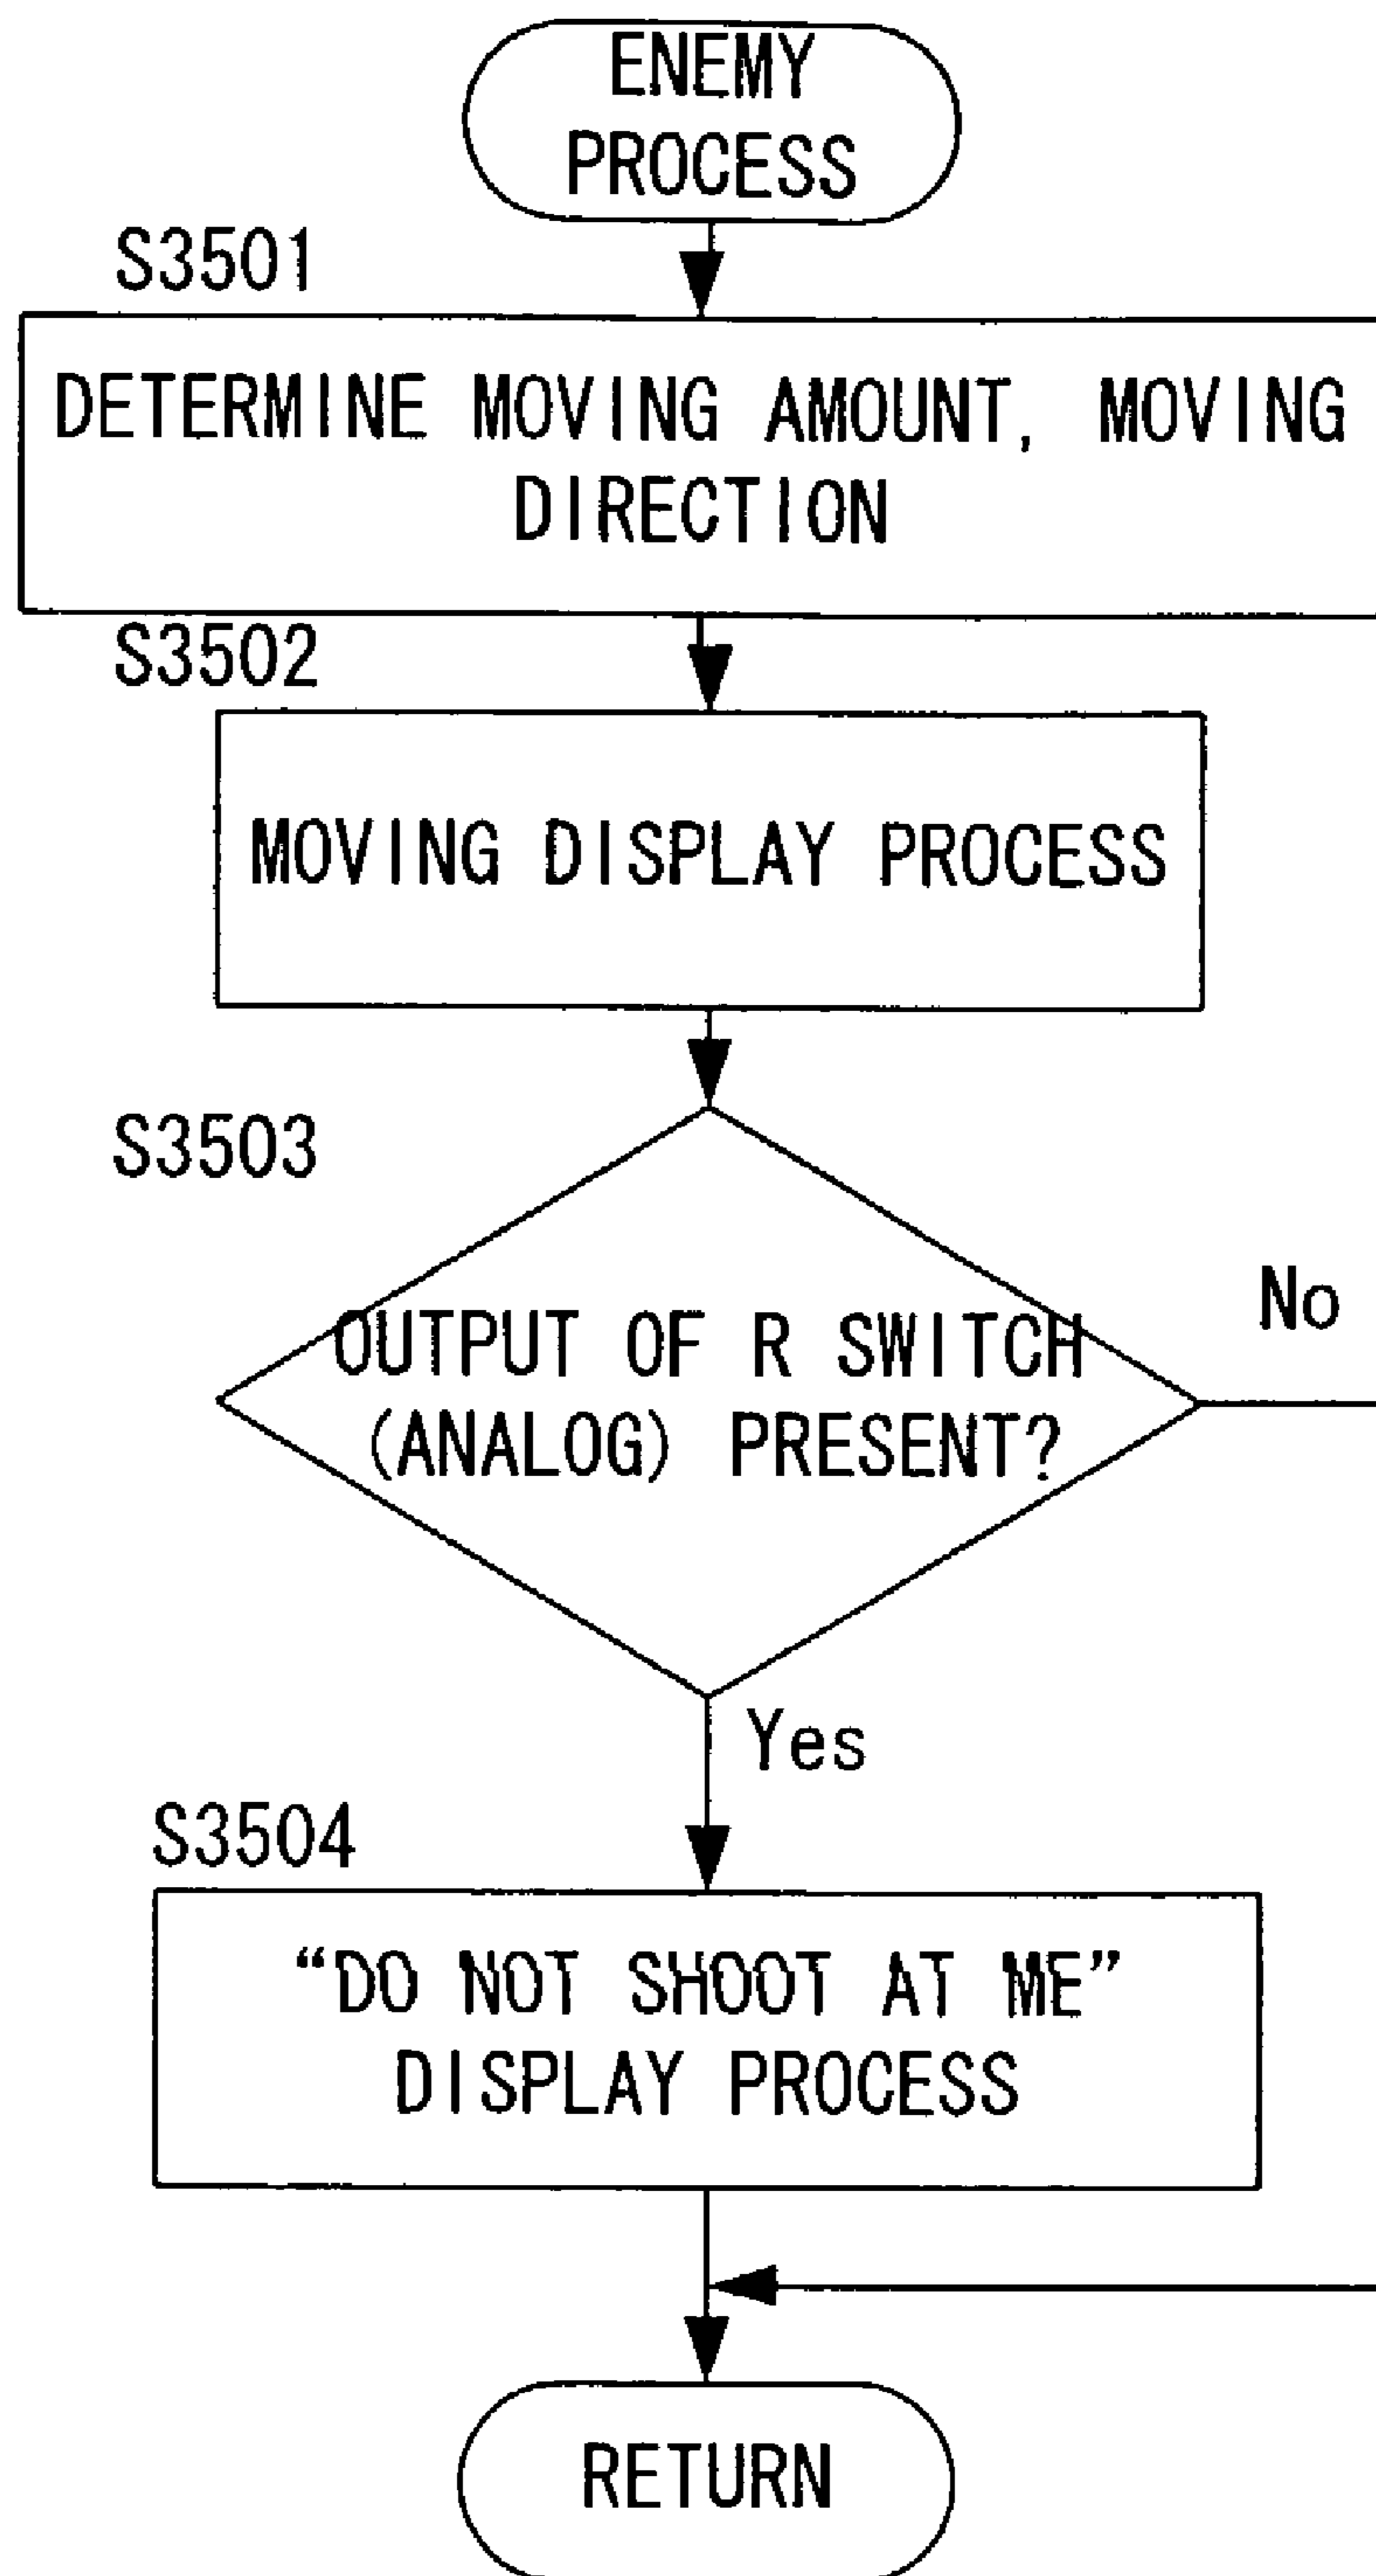 ENEMY
PROCESS
S3501
DETERMINE MOVING AMOUNT, MOVING
DIRECTION
S3502
MOVING DISPLAY PROCESS
S3503
OUTPUT OF R SWITCH
(ANALOG) PRESENT?
No
Yes
S3504
“DO NOT SHOOT AT ME”
DISPLAY PROCESS
RETURN